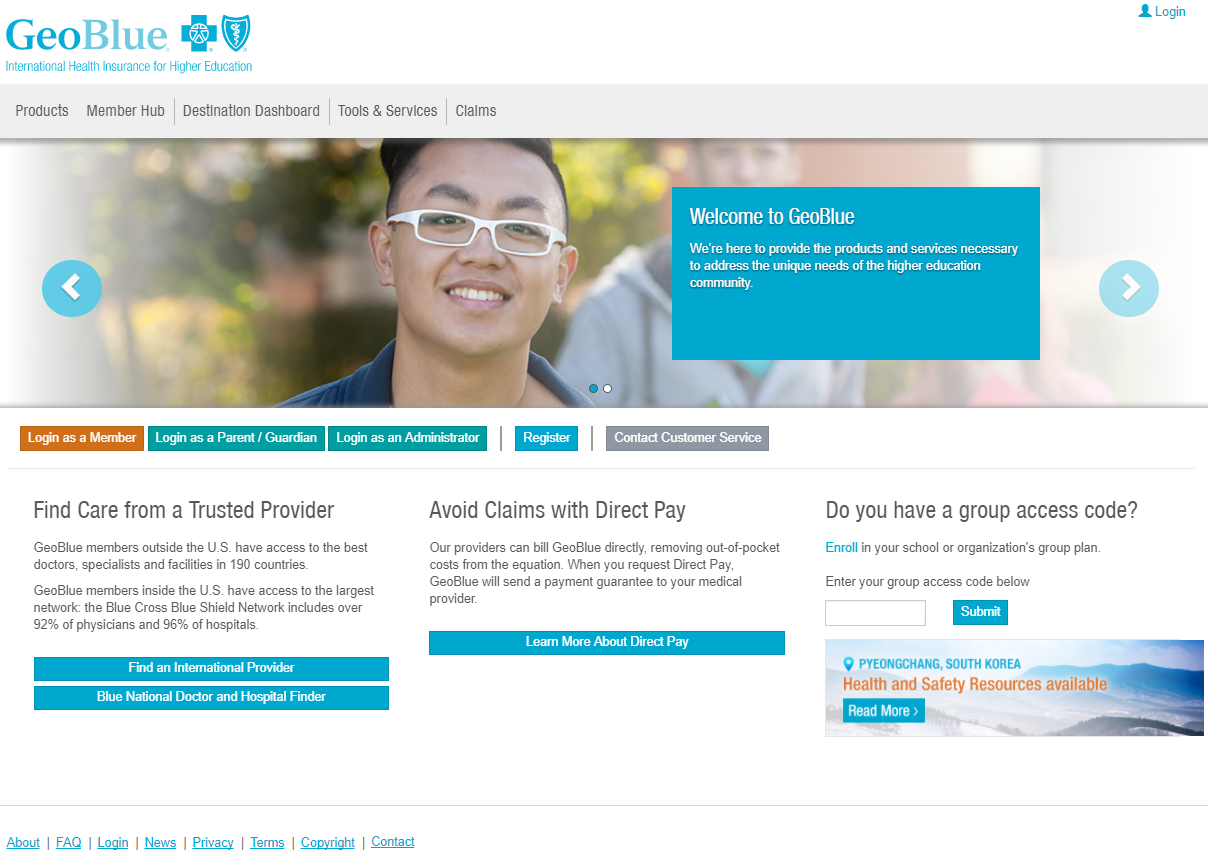 Login
GeoBlue
International Health Insurance for Higher Education
Products
Member Hub
Destination Dashboard
Tools & Services
Claims
Welcome to GeoBlue
We're here to provide the products and services necessary
to address the unique needs of the higher education
community.
Login as a Member
Login as a Parent / Guardian
Login as an Administrator
Register
Contact Customer Service
Find Care from a Trusted Provider
GeoBlue members outside the U.S. have access to the best
doctors, specialists and facilities in 190 countries.
GeoBlue members inside the U.S. have access to the largest
network: the Blue Cross Blue Shield Network includes over
92% of physicians and 96% of hospitals.
Find an International Provider
Blue National Doctor and Hospital Finder
Avoid Claims with Direct Pay
Our providers can bill GeoBlue directly, removing out-of-pocket
costs from the equation. When you request Direct Pay,
GeoBlue will send a payment guarantee to your medical
provider.
Learn More About Direct Pay
Do you have a group access code?
Enroll in your school or organization's group plan.
Enter your group access code below
Submit
PYEONGCHANG, SOUTH KOREA
Health and Safety Resources available
Read More >
About | FAQ | Login | News | Privacy | Terms | Copyright | Contact